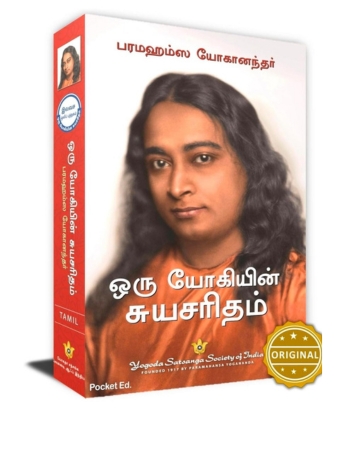 பரமஹம்ஸ யோகானந்தர்
ஒரு யோகியின்
சுயசரிதம்
Yogoda Satsanga Society of India
FOUNDED 1917 BY PARAMAHANSA YOGANANDA
Pocket Ed.
ORIGINAL
ஒரு யோகியின் சுயசரிதம்
பரமஹம்ஸ யோகானந்தர்
TAMIL